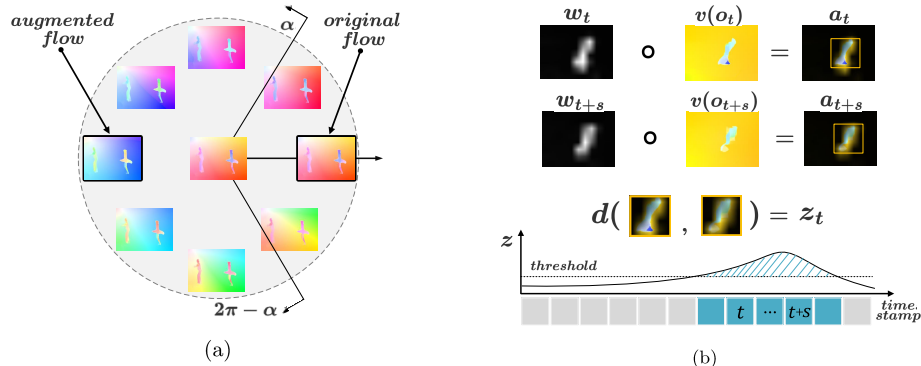 augmented
flow
α
original
flow
2π − α
(a)
w_t
v(o_t)
a_t
o
=
w_{t+s}
v(o_{t+s})
a_{t+s}
o
=
d( , ) = z_t
z
threshold
t ... t+s
time.
stamp
(b)